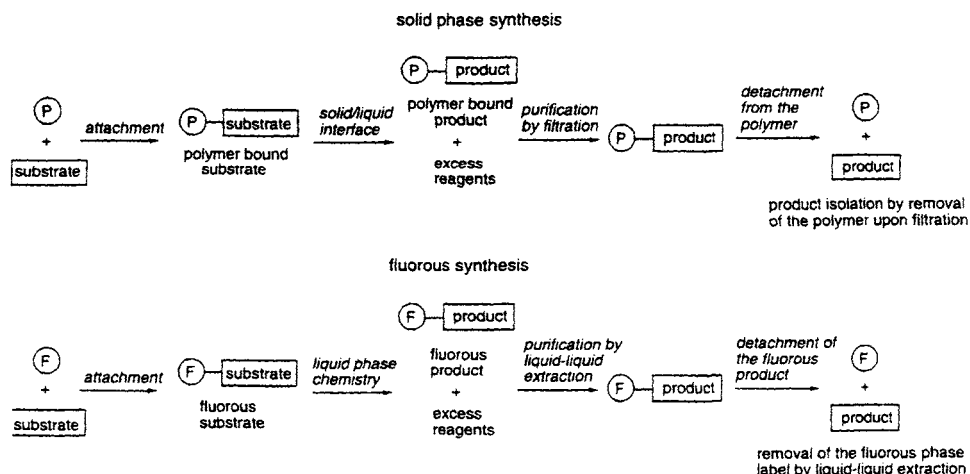 solid phase synthesis
P
product
polymer bound
product
+
excess
reagents
P
+
substrate
attachment
P
substrate
polymer bound
substrate
solid/liquid
interface
purification
by filtration
P
product
detachment
from the
polymer
P
+
product
product isolation by removal
of the polymer upon filtration
fluorous synthesis
F
product
fluorous
product
+
excess
reagents
F
+
substrate
attachment
F
substrate
fluorous
substrate
liquid phase
chemistry
purification by
liquid-liquid
extraction
F
product
detachment of
the fluorous
product
F
+
product
removal of the fluorous phase
label by liquid-liquid extraction